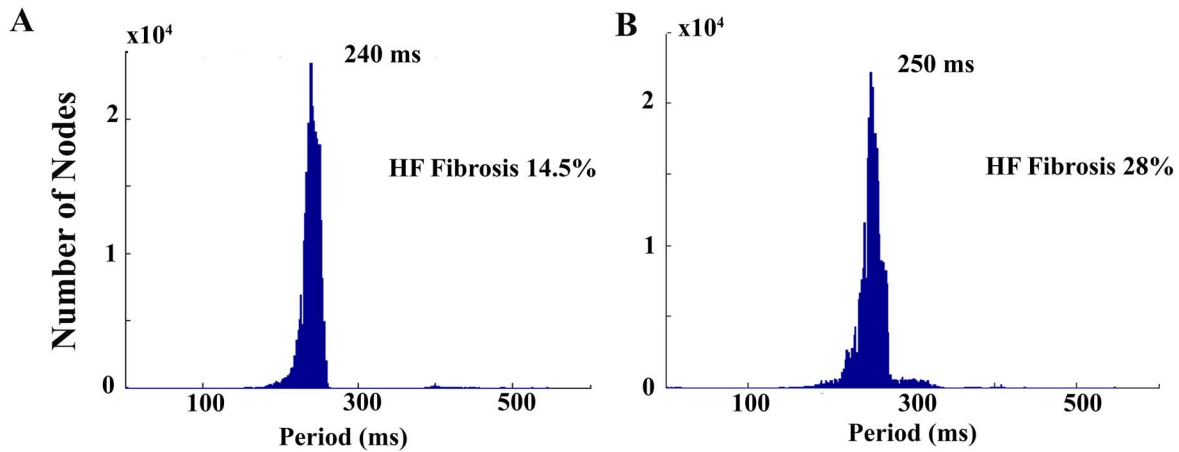 A
x10⁴
240 ms
2
HF Fibrosis 14.5%
1
0
100 300 500
Period (ms)
Number of Nodes
B
x10⁴
250 ms
2
HF Fibrosis 28%
1
0
100 300 500
Period (ms)